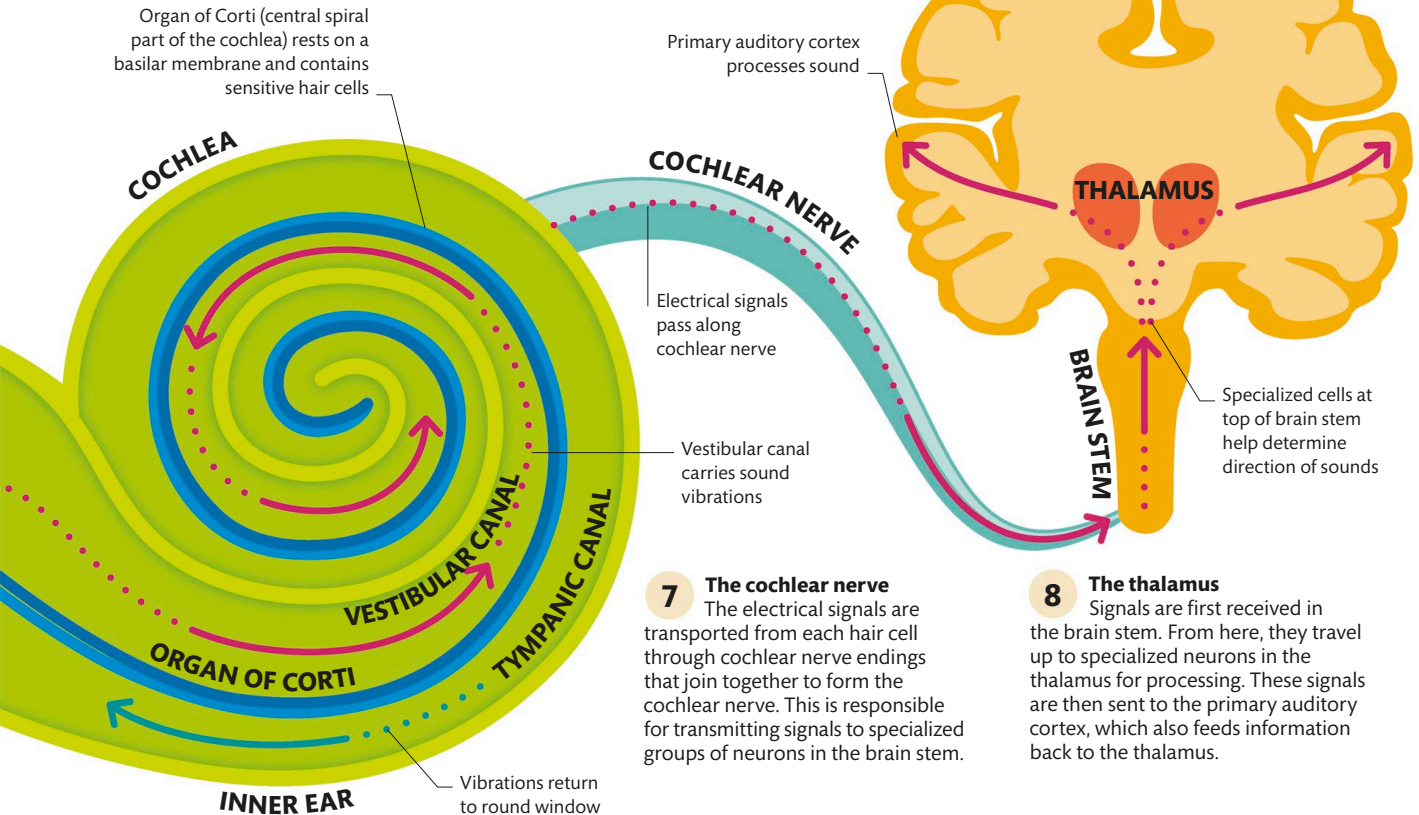 Organ of Corti (central spiral
part of the cochlea) rests on a
basilar membrane and contains
sensitive hair cells
Primary auditory cortex
processes sound
COCHLEA
COCHLEAR NERVE
THALAMUS
Electrical signals
pass along
cochlear nerve
BRAIN STEM
Specialized cells at
top of brain stem
help determine
direction of sounds
Vestibular canal
carries sound
vibrations
VESTIBULAR CANAL
TYMPANIC CANAL
ORGAN OF CORTI
INNER EAR
Vibrations return
to round window
7 The cochlear nerve
The electrical signals are
transported from each hair cell
through cochlear nerve endings
that join together to form the
cochlear nerve. This is responsible
for transmitting signals to specialized
groups of neurons in the brain stem.
8 The thalamus
Signals are first received in
the brain stem. From here, they travel
up to specialized neurons in the
thalamus for processing. These signals
are then sent to the primary auditory
cortex, which also feeds information
back to the thalamus.